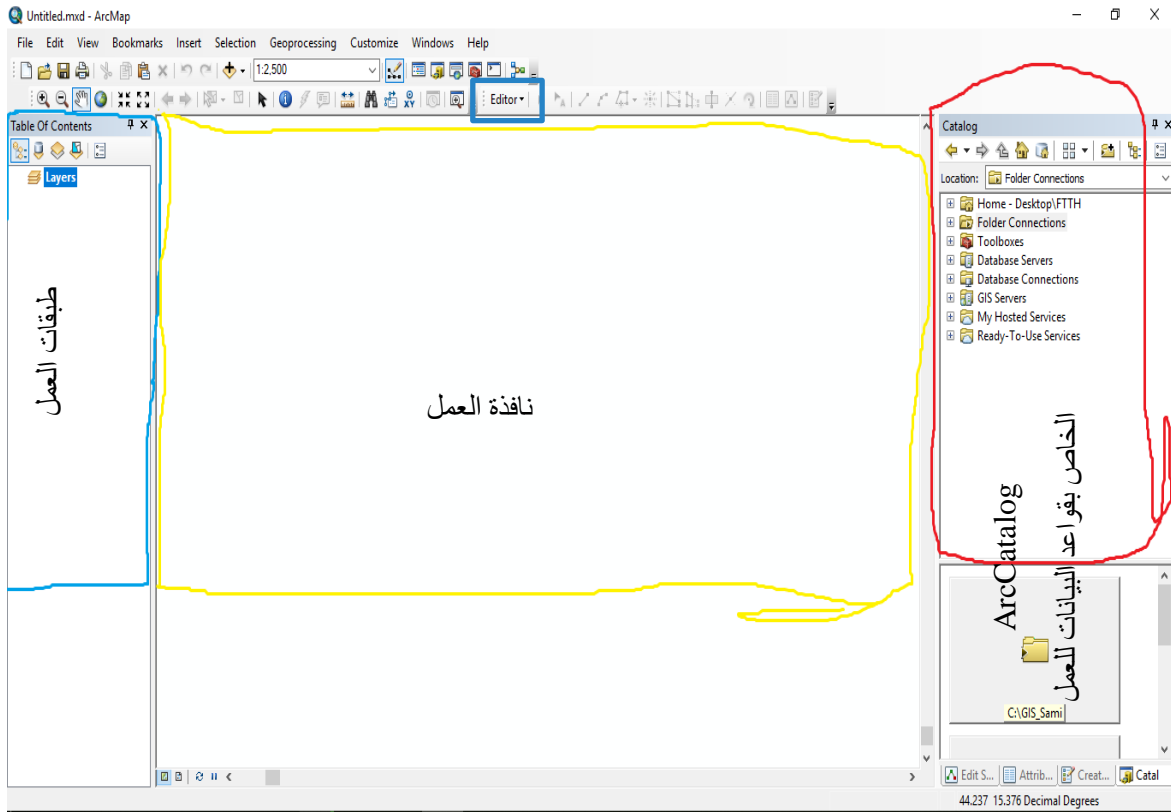 Untitled.mxd - ArcMap
File Edit View Bookmarks Insert Selection Geoprocessing Customize Windows Help
1:2,500
Editor
Table Of Contents
Layers
طبقات العمل
نافذة العمل
Catalog
Location: Folder Connections
Home - Desktop\FTTH
Folder Connections
Toolboxes
Database Servers
Database Connections
GIS Servers
My Hosted Services
Ready-To-Use Services
ArcCatalog
الخاص بقواعد البيانات للعمل
C:\GIS_Sami
Edit S... Attrib... Creat... Catal
44.237 15.376 Decimal Degrees